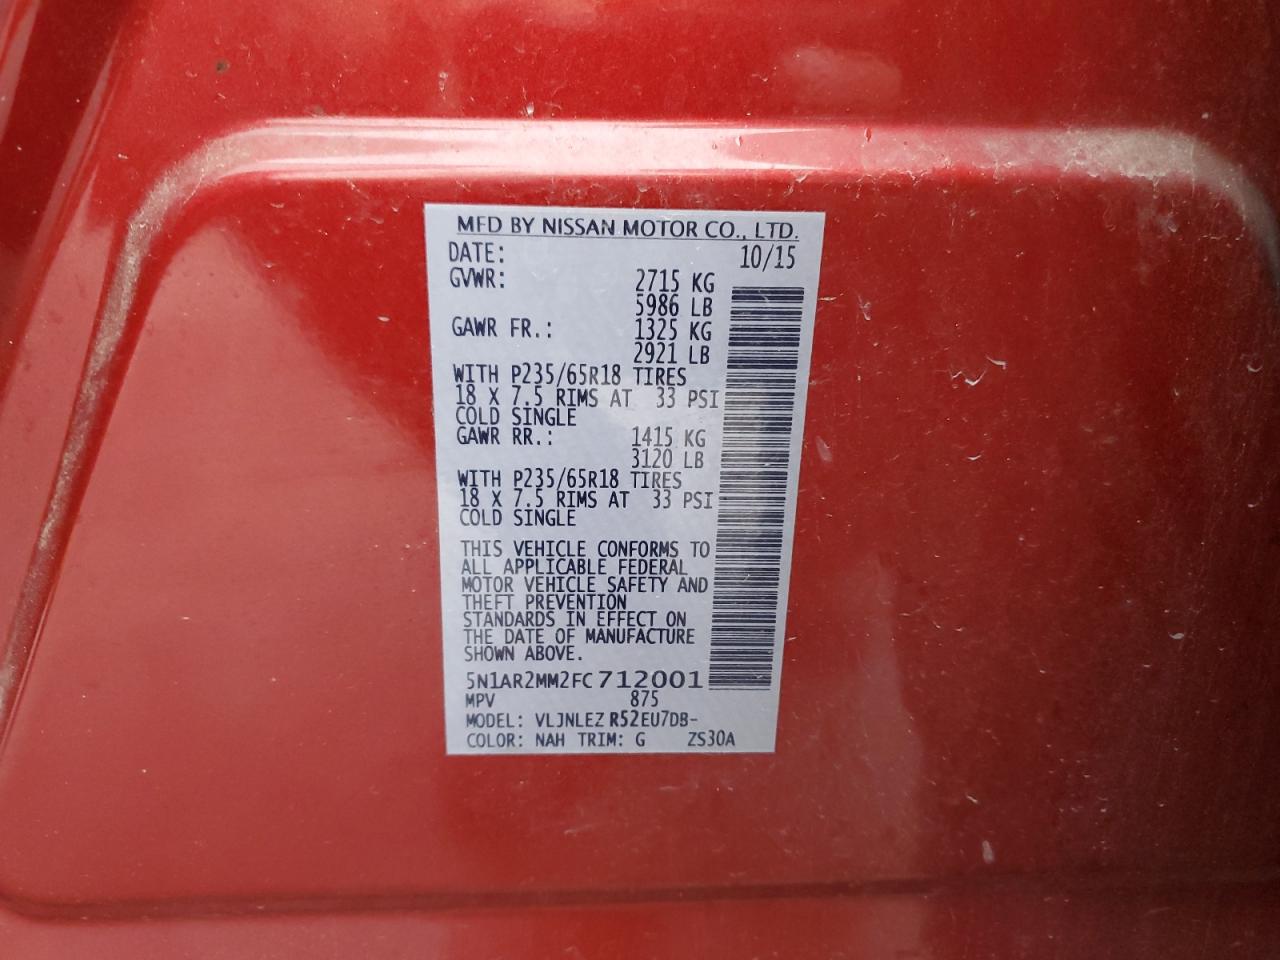 MFD BY NISSAN MOTOR CO., LTD.
DATE: 10/15
GVWR: 2715 KG
5986 LB
GAWR FR.: 1325 KG
2921 LB
WITH P235/65R18 TIRES
18 X 7.5 RIMS AT 33 PSI
COLD SINGLE
GAWR RR.: 1415 KG
3120 LB
WITH P235/65R18 TIRES
18 X 7.5 RIMS AT 33 PSI
COLD SINGLE
THIS VEHICLE CONFORMS TO
ALL APPLICABLE FEDERAL
MOTOR VEHICLE SAFETY AND
THEFT PREVENTION
STANDARDS IN EFFECT ON
THE DATE OF MANUFACTURE
SHOWN ABOVE.
5N1AR2MM2FC712001
MPV 875
MODEL: VLJNLEZ R52EU7DB-
COLOR: NAH TRIM: G ZS30A